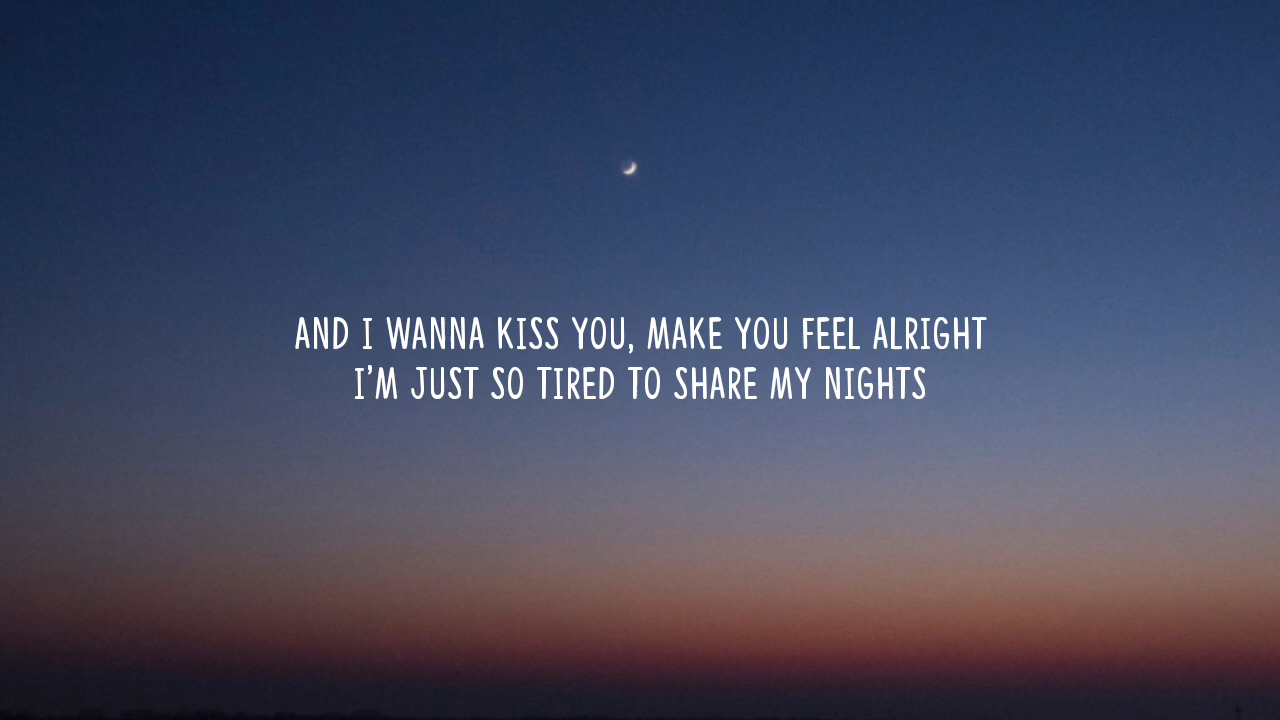 AND I WANNA KISS YOU, MAKE YOU FEEL ALRIGHT
I'M JUST SO TIRED TO SHARE MY NIGHTS